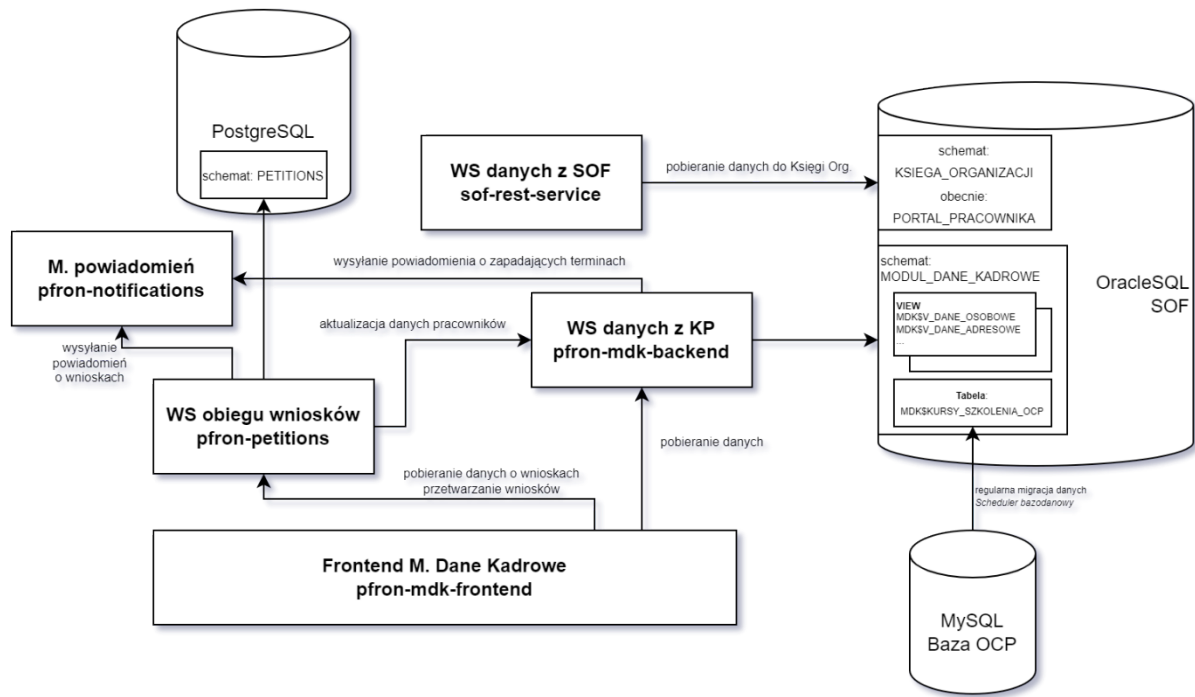 PostgreSQL
schemat: PETITIONS
WS danych z SOF
sof-rest-service
pobieranie danych do Księgi Org.
schemat:
KSIEGA_ORGANIZACJI
obecnie:
PORTAL_PRACOWNIKA
M. powiadomień
pfron-notifications
wysyłanie powiadomienia o zapadających terminach
schemat:
MODUL_DANE_KADROWE
OracleSQL
SOF
VIEW
MDK$V_DANE_OSOBOWE
MDK$V_DANE_ADRESOWE
...
aktualizacja danych pracowników
WS danych z KP
pfron-mdk-backend
wysyłanie
powiadomień
o wnioskach
WS obiegu wniosków
pfron-petitions
Tabela:
MDK$KURSY_SZKOLENIA_OCP
pobieranie danych
pobieranie danych o wnioskach
przetwarzanie wniosków
regularna migracja danych
Scheduler bazodanowy
Frontend M. Dane Kadrowe
pfron-mdk-frontend
MySQL
Baza OCP